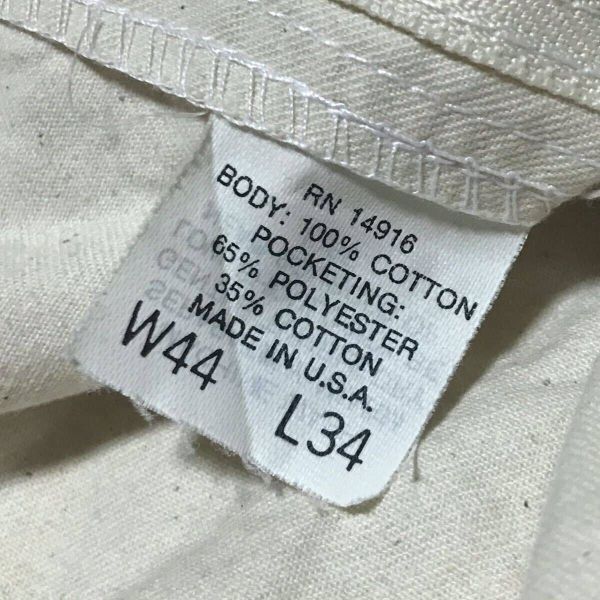 RN 14916
BODY: 100% COTTON
POCKETING:
65% POLYESTER
35% COTTON
MADE IN U.S.A.
W44 L34